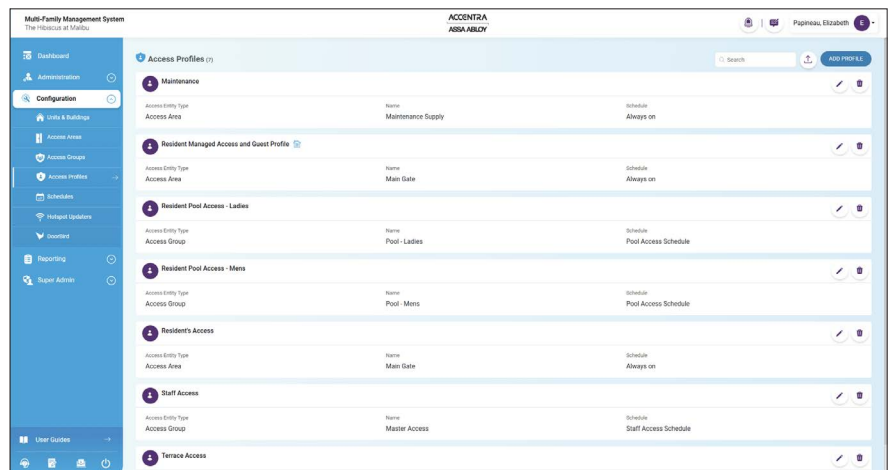 Multi-Family Management System
The Hibiscus at Malibu
ACCENTRA
ASSA ABLOY
Papineau, Elizabeth E
Dashboard
Administration
Configuration
Units & Buildings
Access Areas
Access Groups
Access Profiles
Schedules
Hotspot Updaters
DoorBird
Reporting
Super Admin
User Guides
Access Profiles (7)
Search
ADD PROFILE
Maintenance
Access Entity Type Name Schedule
Access Area Maintenance Supply Always on
Resident Managed Access and Guest Profile
Access Entity Type Name Schedule
Access Area Main Gate Always on
Resident Pool Access - Ladies
Access Entity Type Name Schedule
Access Group Pool - Ladies Pool Access Schedule
Resident Pool Access - Mens
Access Entity Type Name Schedule
Access Group Pool - Mens Pool Access Schedule
Resident's Access
Access Entity Type Name Schedule
Access Area Main Gate Always on
Staff Access
Access Entity Type Name Schedule
Access Group Master Access Staff Access Schedule
Terrace Access